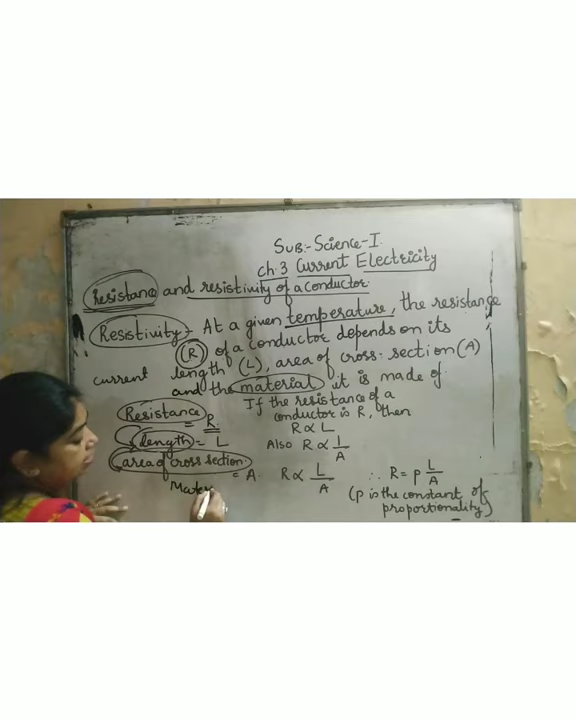 Sub:- Science-I.
ch.3 Current Electricity
Resistance and resistivity of a conductor.
Resistivity - At a given temperature, the resistance
(R) of a conductor depends on its
length (L), area of cross-section (A)
and the material it is made of.
current
Resistance = R
length = L
area of cross section
= A
Mater
If the resistance of a
conductor is R, then
R ∝ L
Also R ∝ 1/A
R ∝ L/A
∴ R = ρ L/A
(ρ is the constant of
proportionality)